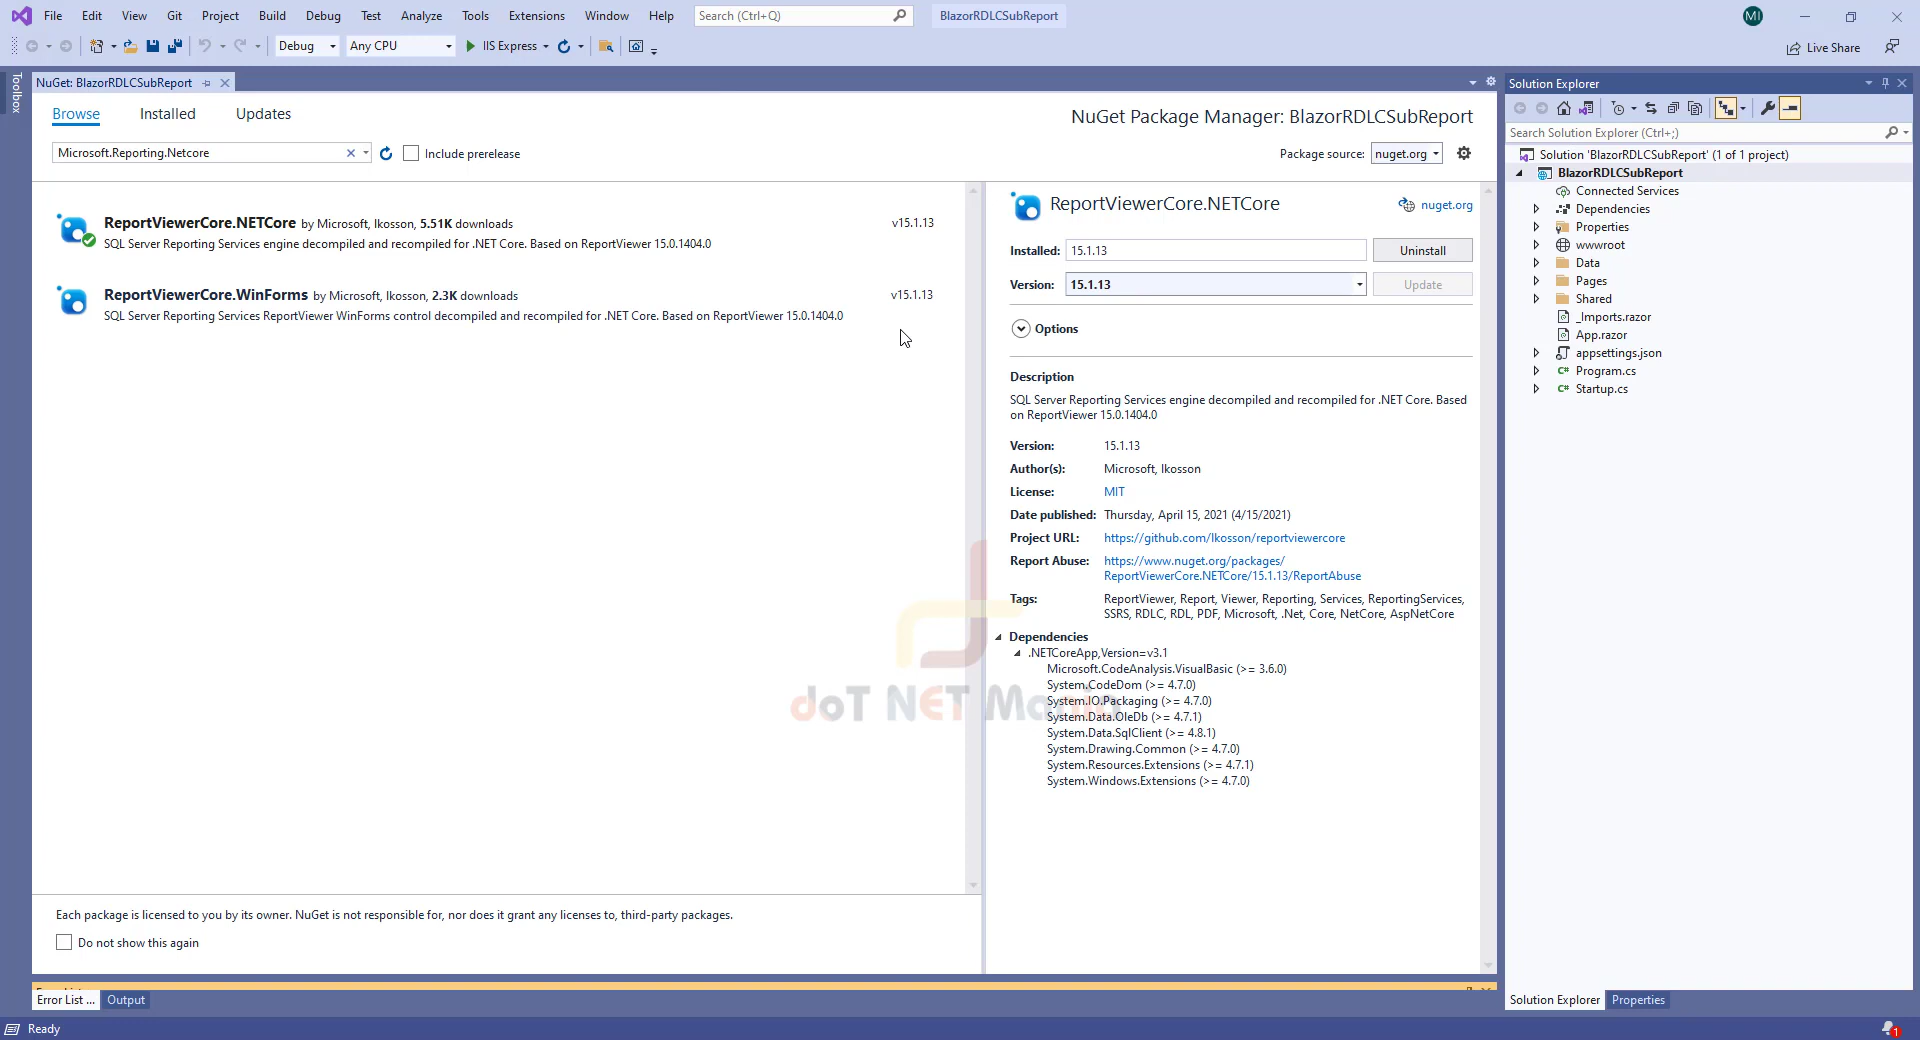 File Edit View Git Project Build Debug Test Analyze Tools Extensions Window Help Search (Ctrl+Q) BlazorRDLCSubReport MI
Debug Any CPU IIS Express Live Share
Toolbox
NuGet: BlazorRDLCSubReport
Browse Installed Updates
NuGet Package Manager: BlazorRDLCSubReport
Microsoft.Reporting.Netcore
Include prerelease
Package source: nuget.org
ReportViewerCore.NETCore by Microsoft, lkosson, 5.51K downloads
v15.1.13
SQL Server Reporting Services engine decompiled and recompiled for .NET Core. Based on ReportViewer 15.0.1404.0
ReportViewerCore.WinForms by Microsoft, lkosson, 2.3K downloads
v15.1.13
SQL Server Reporting Services ReportViewer WinForms control decompiled and recompiled for .NET Core. Based on ReportViewer 15.0.1404.0
Each package is licensed to you by its owner. NuGet is not responsible for, nor does it grant any licenses to, third-party packages.
Do not show this again
ReportViewerCore.NETCore
nuget.org
Installed: 15.1.13 Uninstall
Version: 15.1.13 Update
Options
Description
SQL Server Reporting Services engine decompiled and recompiled for .NET Core. Based
on ReportViewer 15.0.1404.0
Version: 15.1.13
Author(s): Microsoft, lkosson
License: MIT
Date published: Thursday, April 15, 2021 (4/15/2021)
Project URL: https://github.com/lkosson/reportviewercore
Report Abuse: https://www.nuget.org/packages/
ReportViewerCore.NETCore/15.1.13/ReportAbuse
Tags: ReportViewer, Report, Viewer, Reporting, Services, ReportingServices,
SSRS, RDLC, RDL, PDF, Microsoft, .Net, Core, NetCore, AspNetCore
Dependencies
.NETCoreApp,Version=v3.1
Microsoft.CodeAnalysis.VisualBasic (>= 3.6.0)
System.CodeDom (>= 4.7.0)
System.IO.Packaging (>= 4.7.0)
System.Data.OleDb (>= 4.7.1)
System.Data.SqlClient (>= 4.8.1)
System.Drawing.Common (>= 4.7.0)
System.Resources.Extensions (>= 4.7.1)
System.Windows.Extensions (>= 4.7.0)
doT NET Mania
Solution Explorer
Search Solution Explorer (Ctrl+;)
Solution 'BlazorRDLCSubReport' (1 of 1 project)
BlazorRDLCSubReport
Connected Services
Dependencies
Properties
wwwroot
Data
Pages
Shared
_Imports.razor
App.razor
appsettings.json
C# Program.cs
C# Startup.cs
Error List ... Output
Solution Explorer Properties
Ready
1